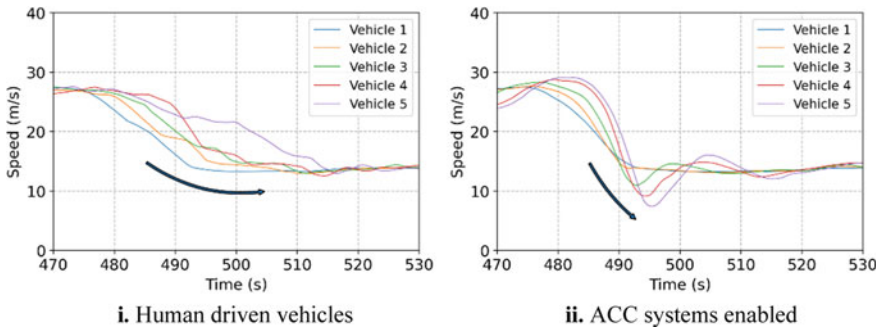 40
30
20
10
0
Speed (m/s)
470 480 490 500 510 520 530
Time (s)
Vehicle 1
Vehicle 2
Vehicle 3
Vehicle 4
Vehicle 5
i. Human driven vehicles
40
30
20
10
0
Speed (m/s)
470 480 490 500 510 520 530
Time (s)
Vehicle 1
Vehicle 2
Vehicle 3
Vehicle 4
Vehicle 5
ii. ACC systems enabled